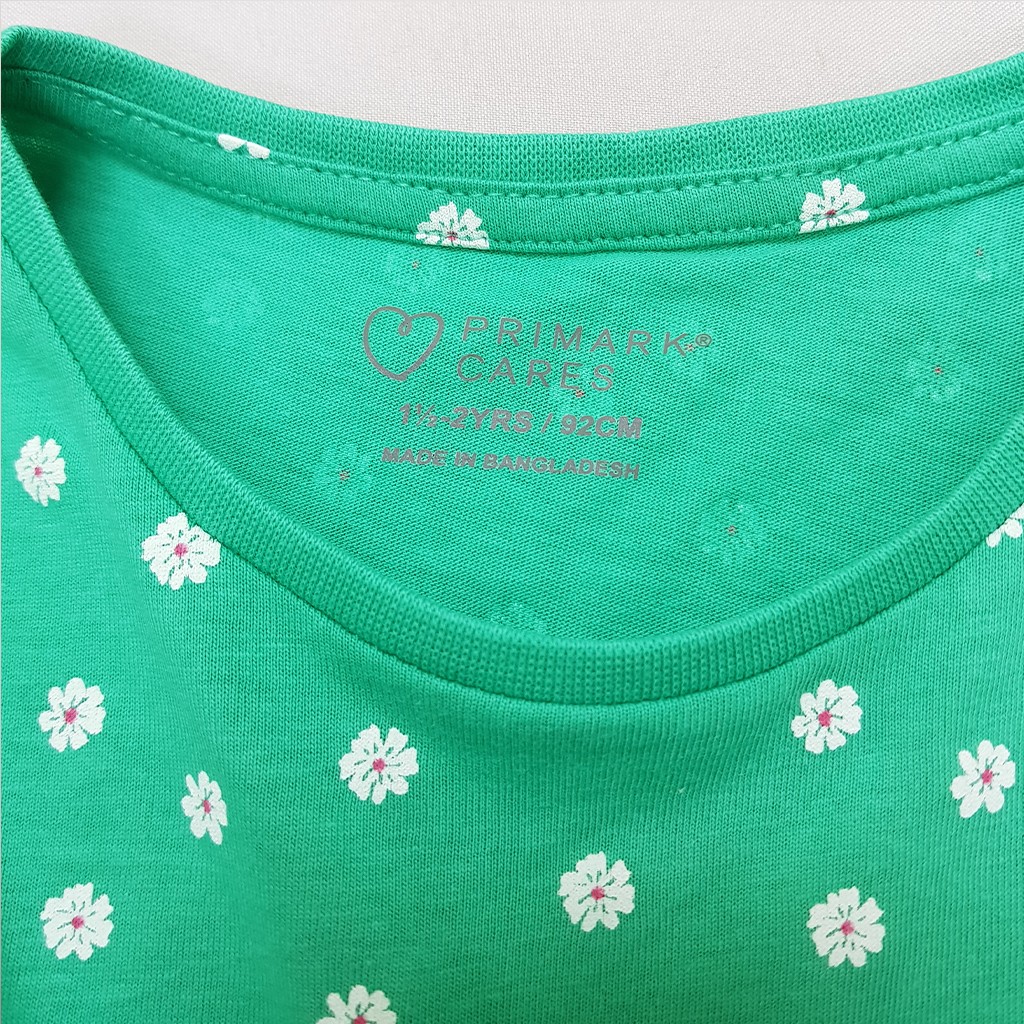 PRIMARK®
CARES
1½-2YRS / 92CM
MADE IN BANGLADESH